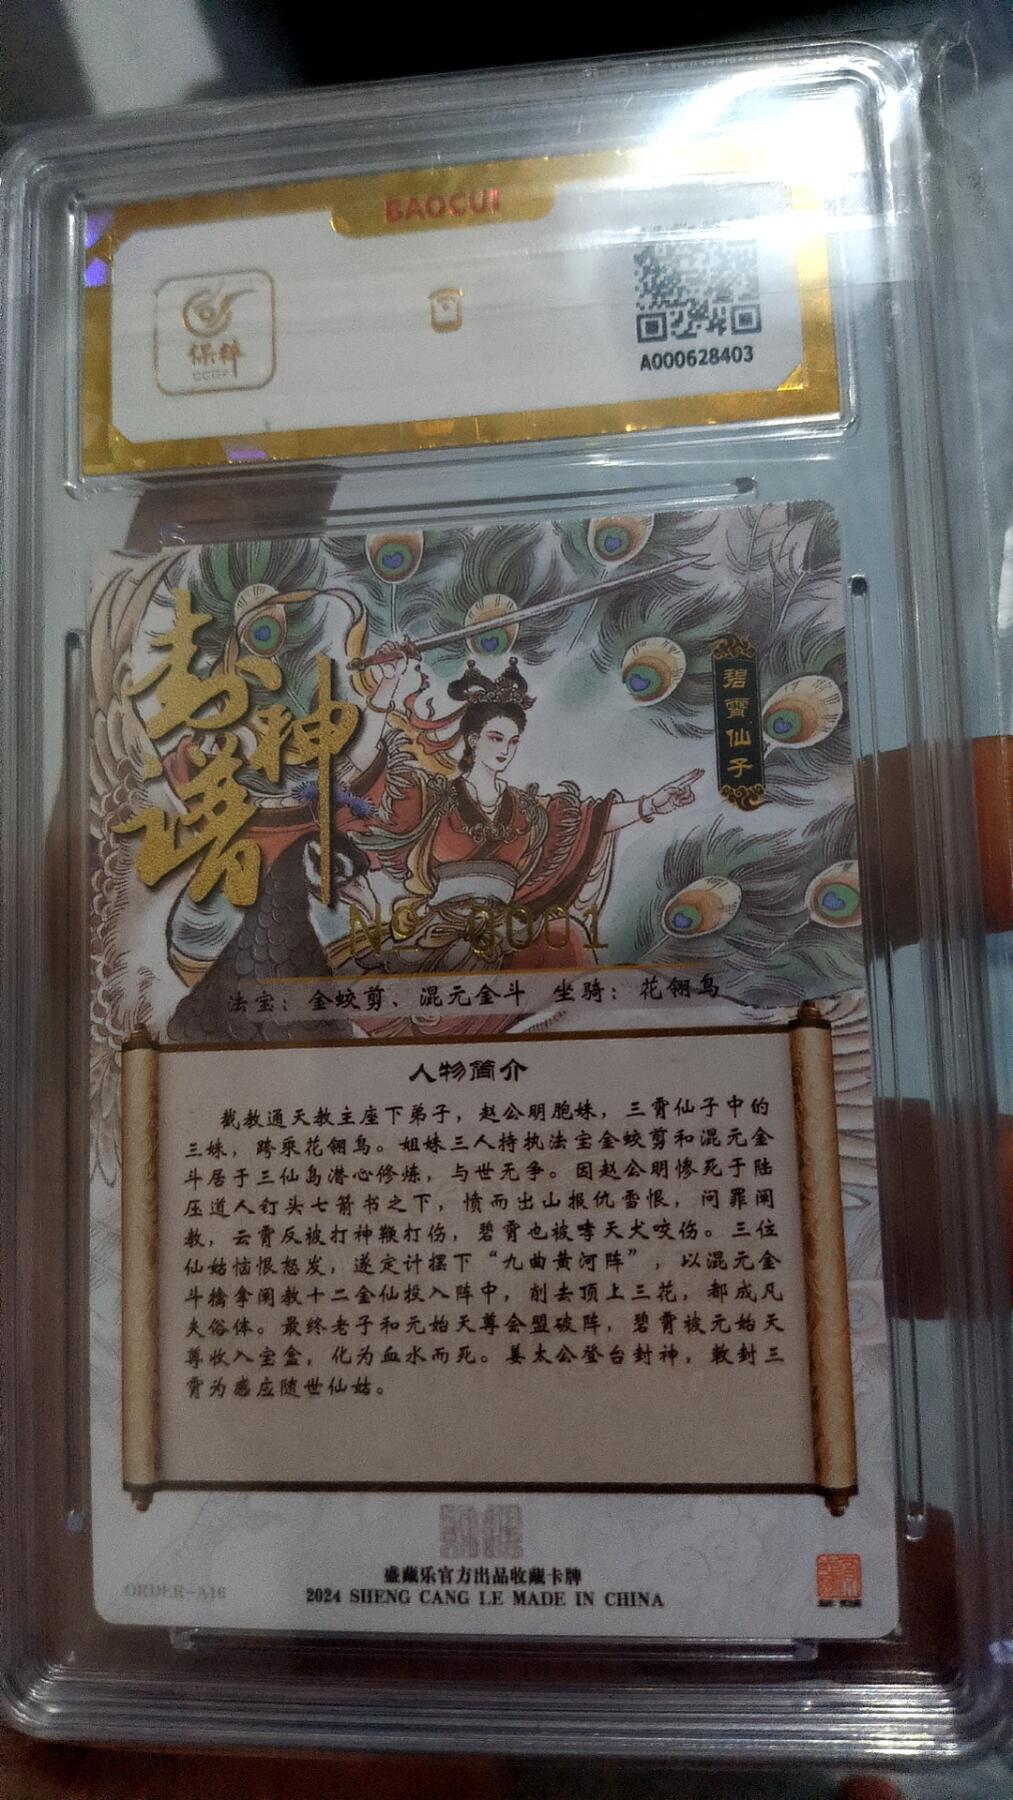 BAOCUI
保粹
A000628403
封神
谱
碧霄仙子
Nº 0001
法宝：金蛟剪、混元金斗 坐骑：花翎鸟
人物简介
截教通天教主座下弟子，赵公明胞妹，三霄仙子中的
三妹，跨乘花翎鸟。姐妹三人特执法宝金蛟剪和混元金
斗居于三仙岛潜心修炼，与世无争。因赵公明惨死于陆
压道人钉头七箭书之下，愤而出山报仇雪恨，问罪阐
教，云霄反被打神鞭打伤，碧霄也被哮天犬咬伤。三位
仙姑恼恨怒发，遂定计摆下“九曲黄河阵”，以混元金
斗擒拿阐教十二金仙投入阵中，削去顶上三花，都成凡
夫俗体。最终老子和元始天尊会盟破阵，碧霄被元始天
尊收入宝盒，化为血水而死。姜太公登台封神，敕封三
霄为感应随世仙姑。
盛藏乐官方出品收藏卡牌
ORDER-A16
2024 SHENG CANG LE MADE IN CHINA